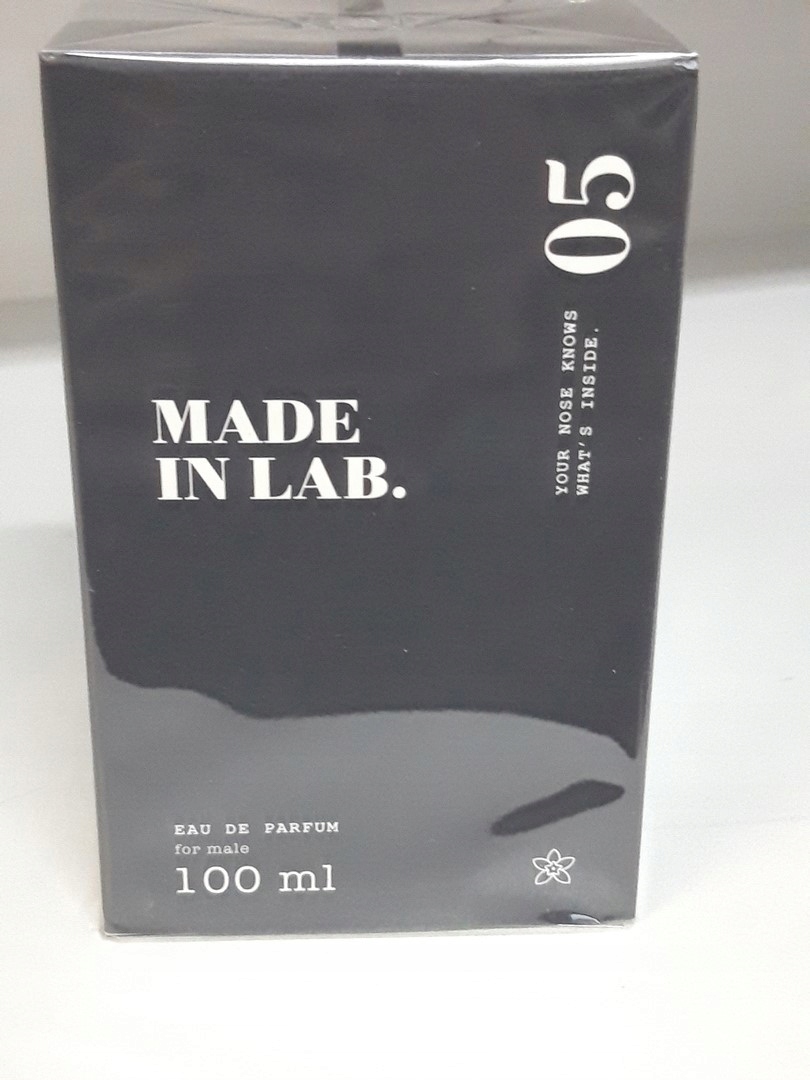 05
YOUR NOSE KNOWS
WHAT'S INSIDE.
MADE
IN LAB.
EAU DE PARFUM
for male
100 ml